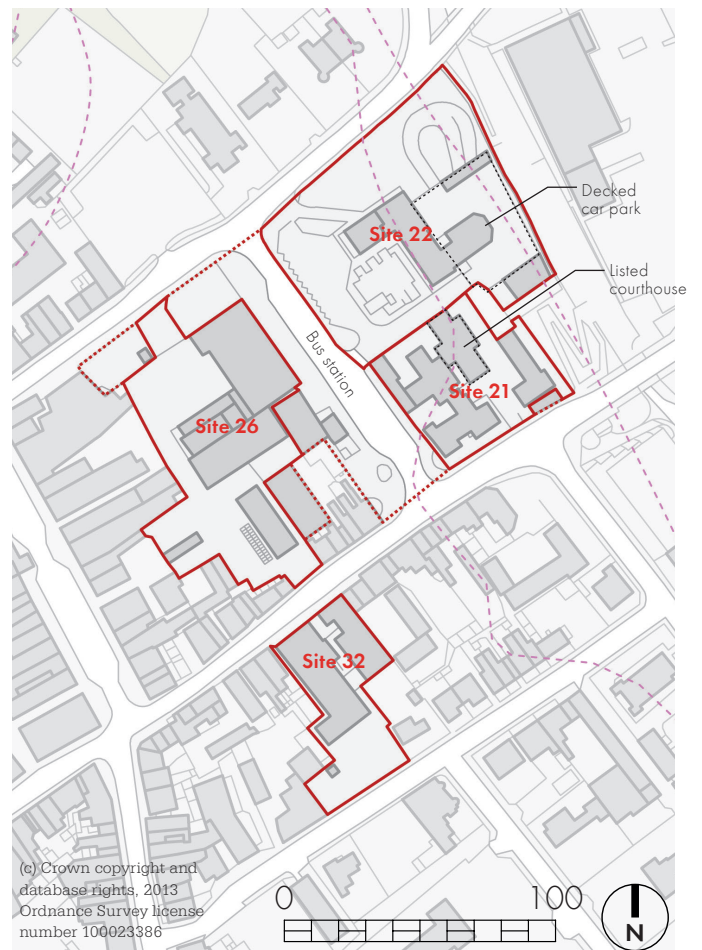 Decked
car park
Site 22
Listed
courthouse
Bus station
Site 21
Site 26
Site 32
(c) Crown copyright and
database rights, 2013
Ordnance Survey license
number 100023386
0 100
N